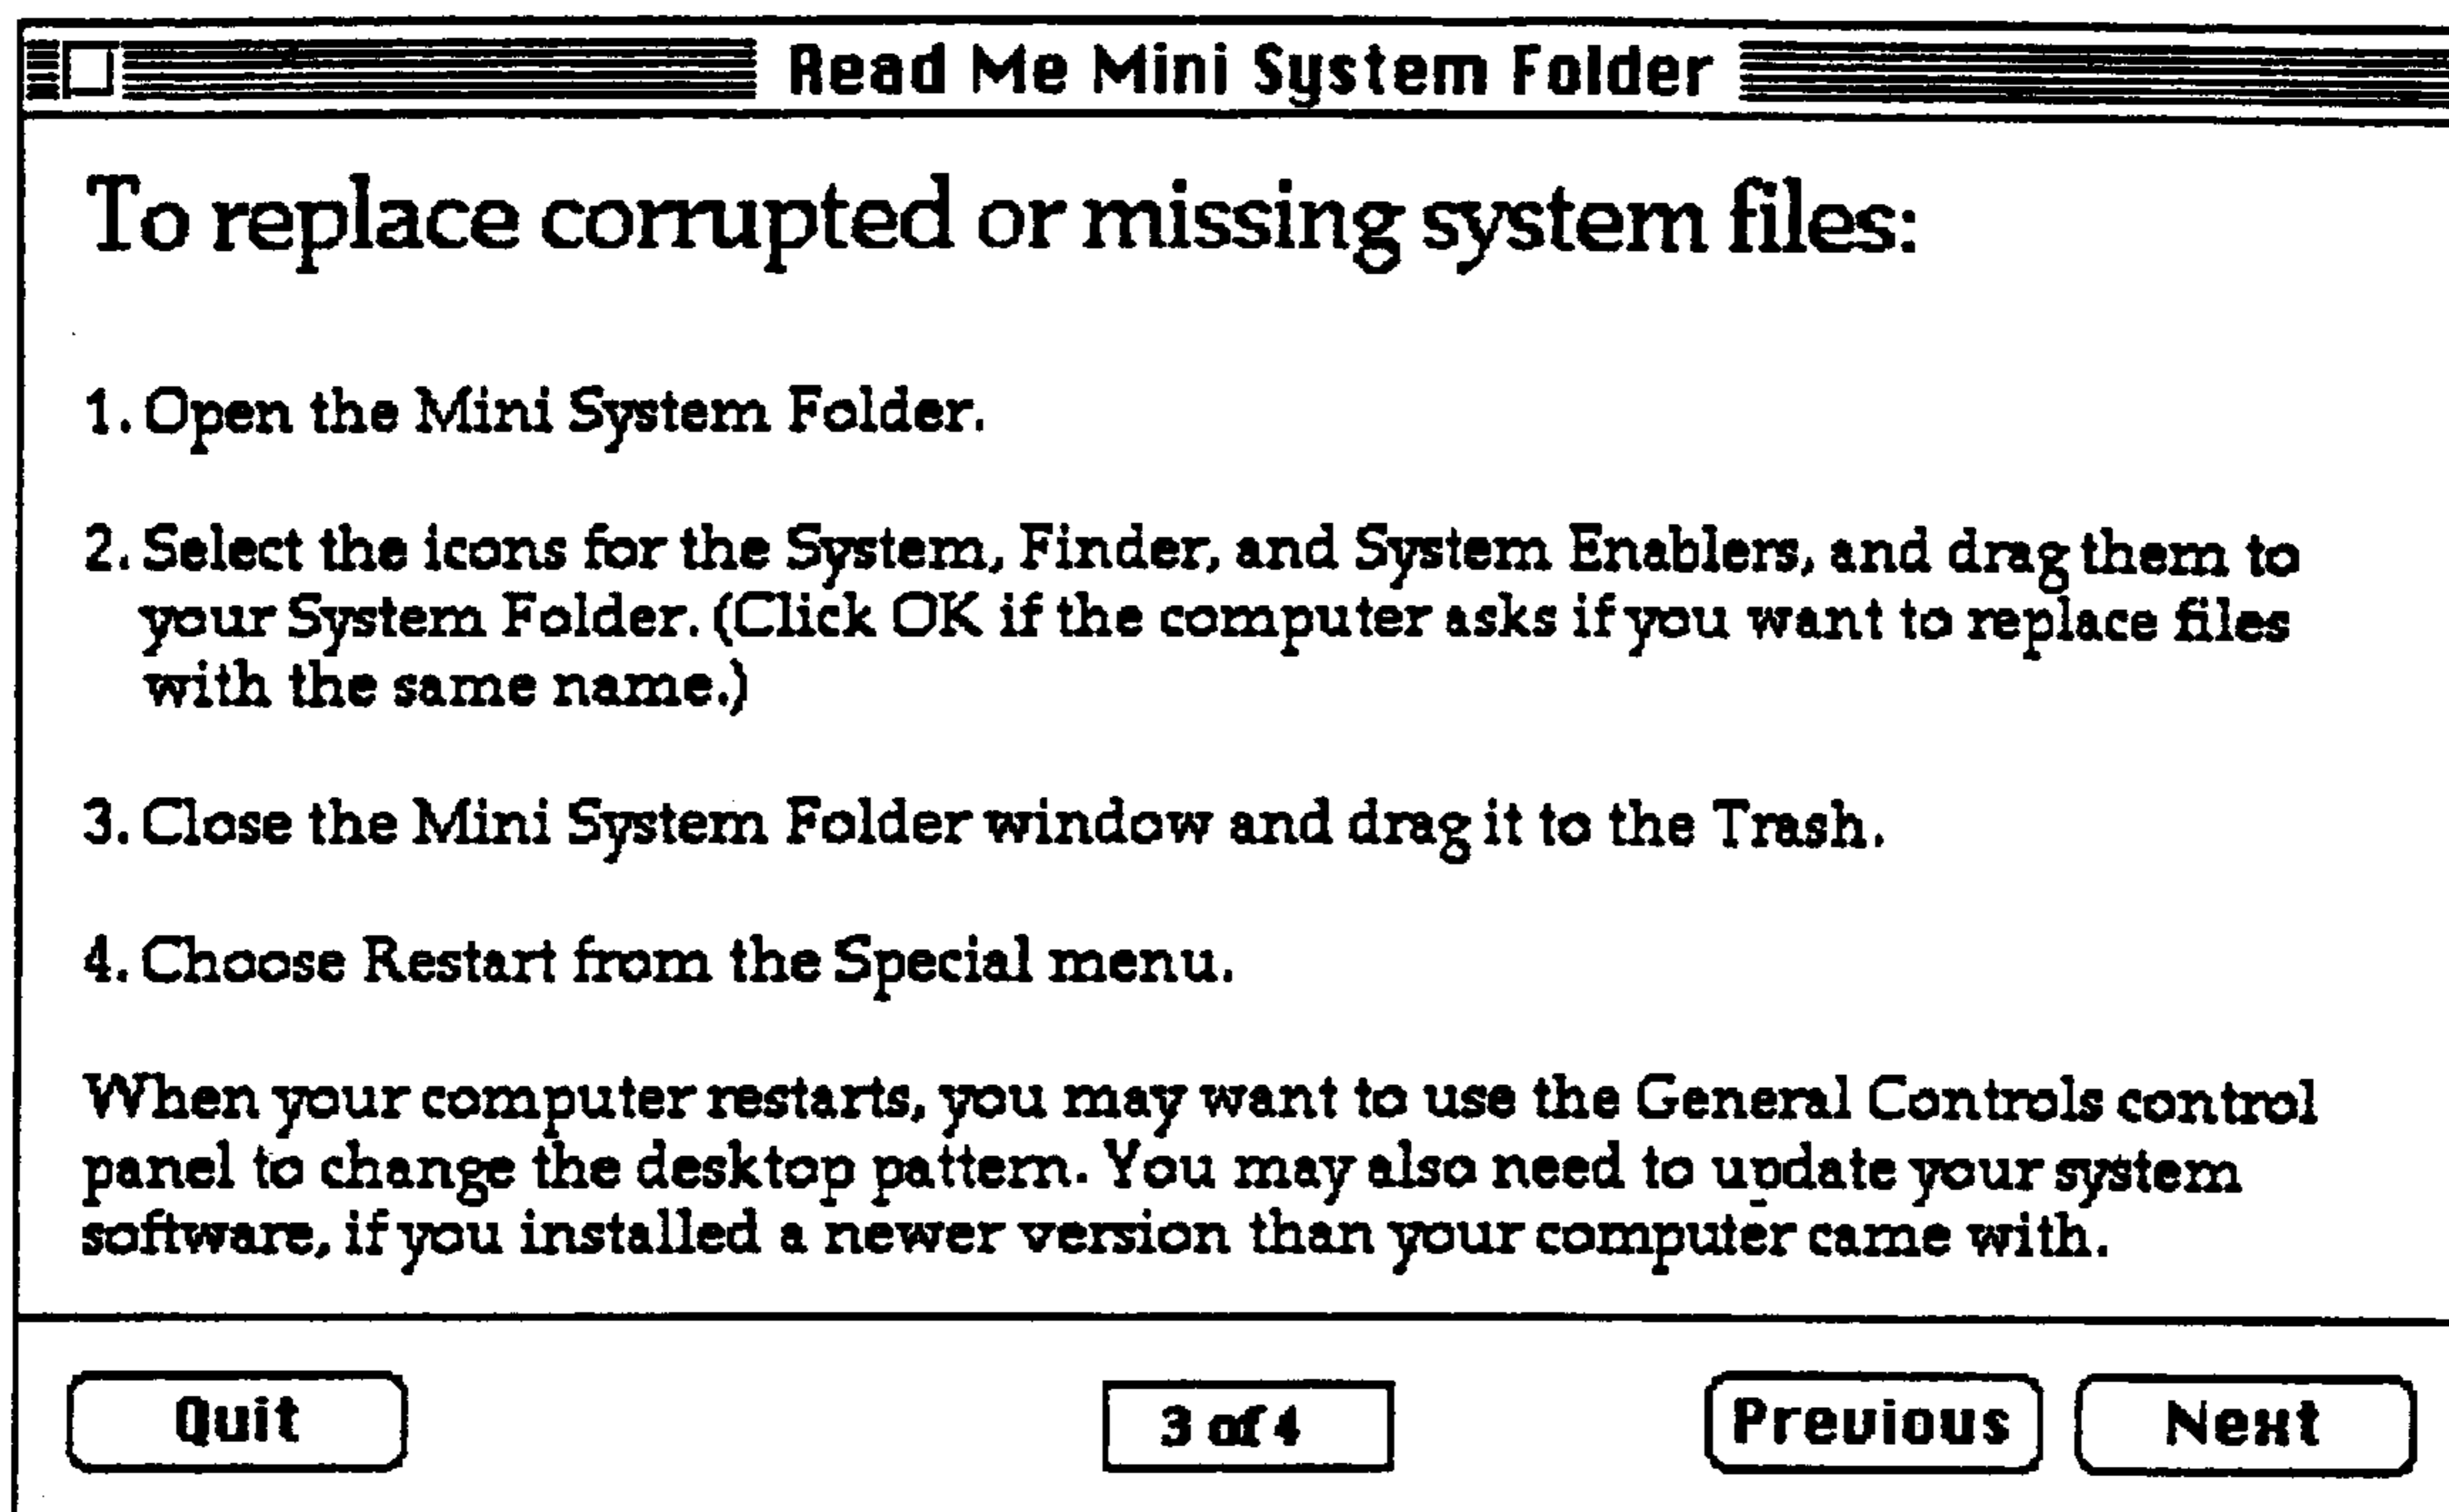 Read Me Mini System Folder
To replace corrupted or missing system files:
1. Open the Mini System Folder.
2. Select the icons for the System, Finder, and System Enablers, and drag them to
your System Folder. (Click OK if the computer asks if you want to replace files
with the same name.)
3. Close the Mini System Folder window and drag it to the Trash.
4. Choose Restart from the Special menu.
When your computer restarts, you may want to use the General Controls control
panel to change the desktop pattern. You may also need to update your system
software, if you installed a newer version than your computer came with.
Quit
3 of 4
Previous
Next